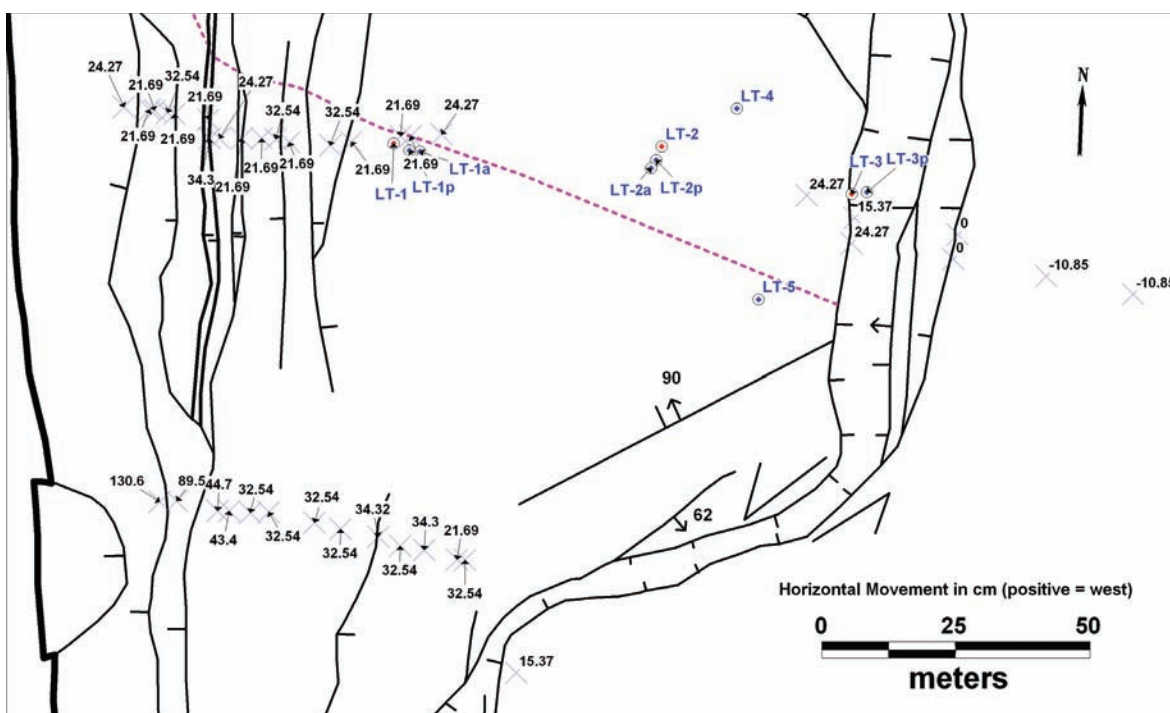 24.27
21.69
32.54
21.69
24.27
21.69
21.69
32.54
32.54
21.69
24.27
34.3
21.69
21.69
21.69
21.69
21.69
LT-1
LT-1p
LT-1a
LT-4
LT-2
LT-2a
LT-2p
24.27
LT-3
LT-3p
15.37
24.27
0
0
-10.85
-10.85
LT-5
N
90
62
130.6
89.5
44.7
43.4
32.54
32.54
32.54
32.54
34.32
32.54
34.3
21.69
32.54
15.37
Horizontal Movement in cm (positive = west)
0 25 50
meters